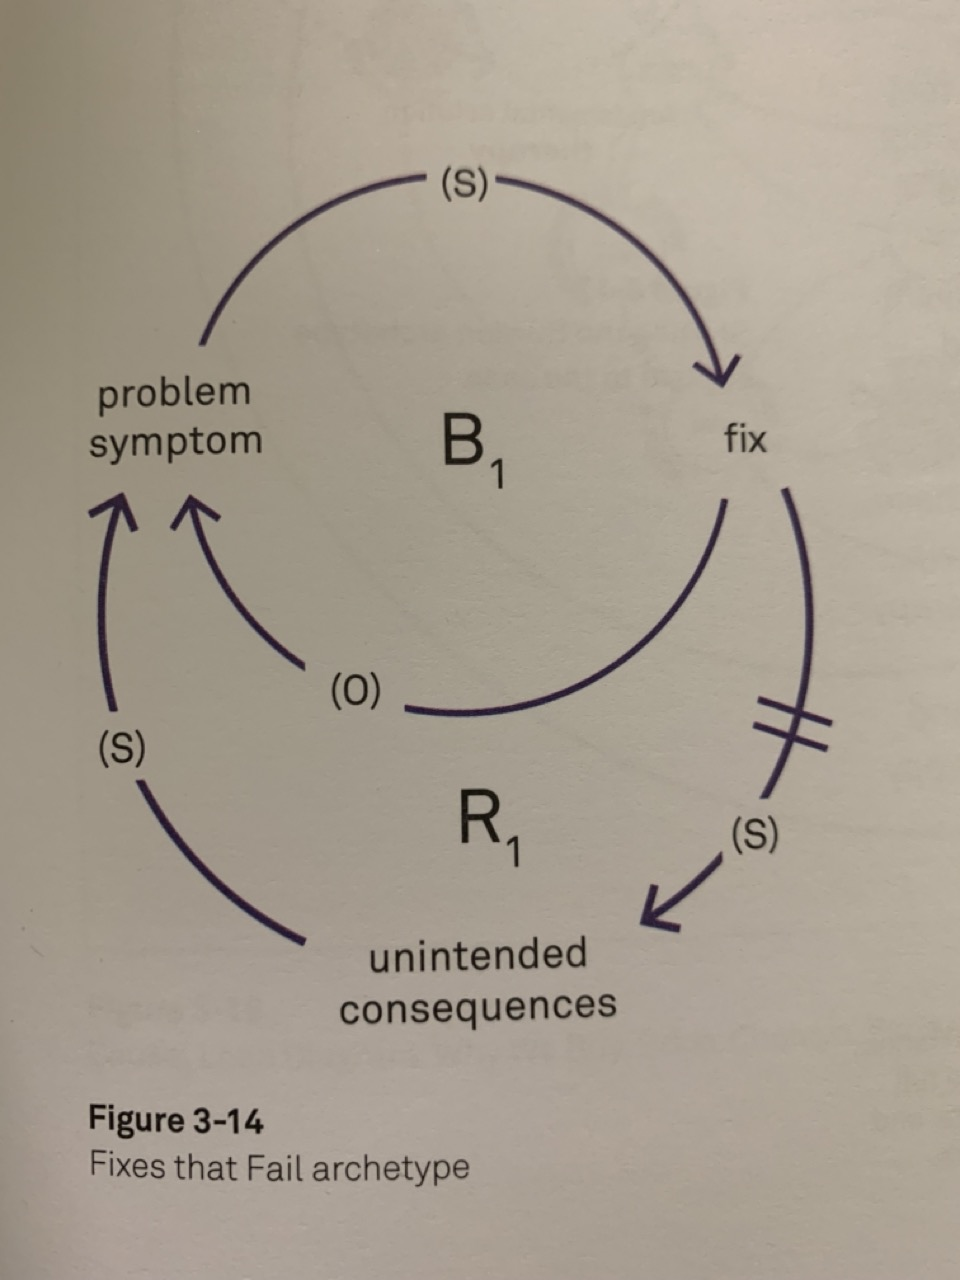 (S)
problem
symptom
B1
fix
(O)
(S)
R1
(S)
unintended
consequences
Figure 3-14
Fixes that Fail archetype